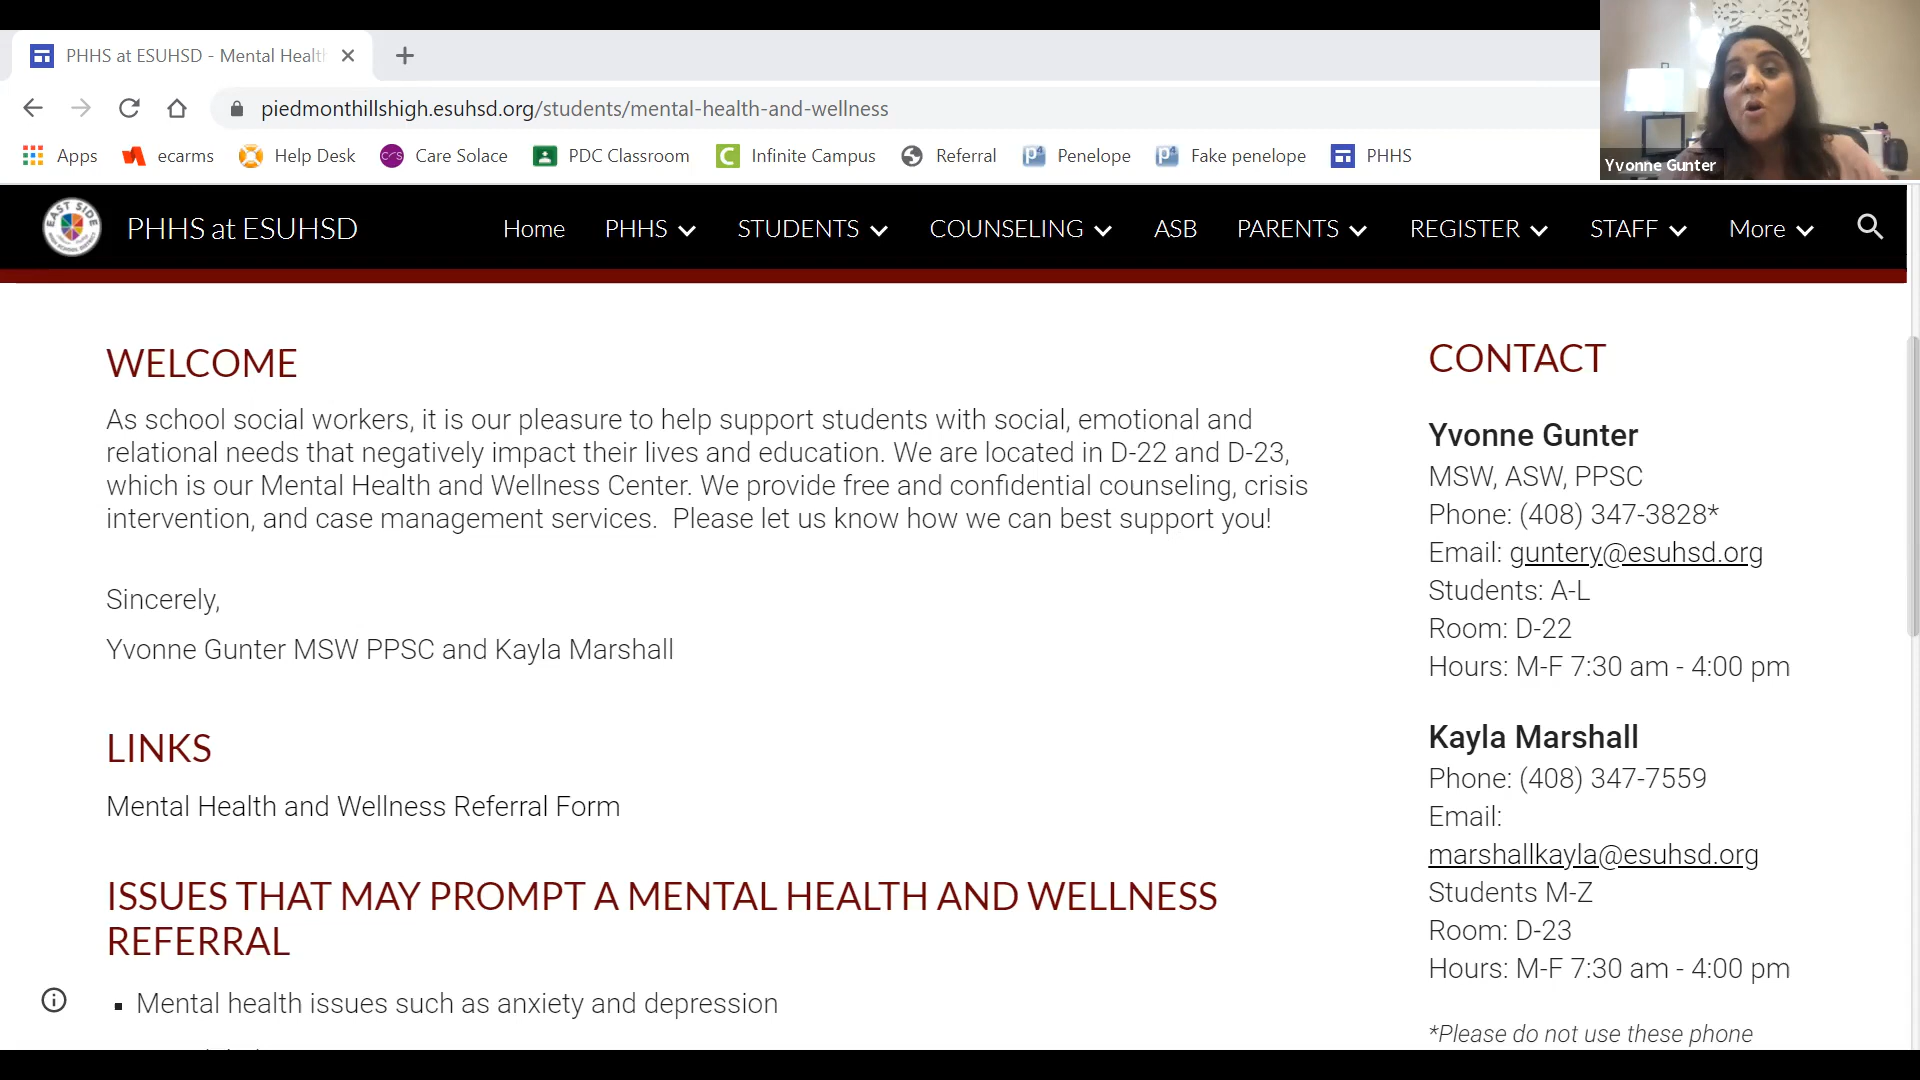 PHHS at ESUHSD - Mental Healt
piedmonthillshigh.esuhsd.org/students/mental-health-and-wellness
Apps ecarms Help Desk Care Solace PDC Classroom Infinite Campus Referral Penelope Fake penelope PHHS
Yvonne Gunter
EAST SIDE
PHHS at ESUHSD Home PHHS STUDENTS COUNSELING ASB PARENTS REGISTER STAFF More
WELCOME
As school social workers, it is our pleasure to help support students with social, emotional and
relational needs that negatively impact their lives and education. We are located in D-22 and D-23,
which is our Mental Health and Wellness Center. We provide free and confidential counseling, crisis
intervention, and case management services. Please let us know how we can best support you!
Sincerely,
Yvonne Gunter MSW PPSC and Kayla Marshall
LINKS
Mental Health and Wellness Referral Form
ISSUES THAT MAY PROMPT A MENTAL HEALTH AND WELLNESS
REFERRAL
▪ Mental health issues such as anxiety and depression
CONTACT
Yvonne Gunter
MSW, ASW, PPSC
Phone: (408) 347-3828*
Email: guntery@esuhsd.org
Students: A-L
Room: D-22
Hours: M-F 7:30 am - 4:00 pm
Kayla Marshall
Phone: (408) 347-7559
Email:
marshallkayla@esuhsd.org
Students M-Z
Room: D-23
Hours: M-F 7:30 am - 4:00 pm
*Please do not use these phone